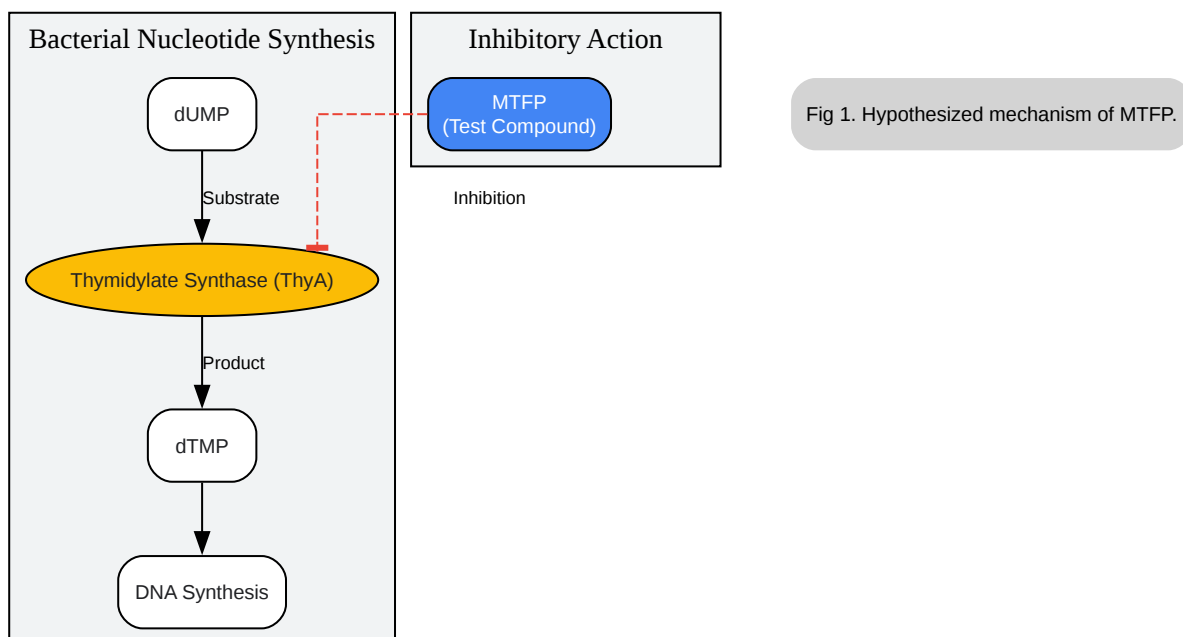 Bacterial Nucleotide Synthesis
Inhibitory Action
dUMP
MTFP
(Test Compound)
Fig 1. Hypothesized mechanism of MTFP.
Substrate
Inhibition
Thymidylate Synthase (ThyA)
Product
dTMP
DNA Synthesis